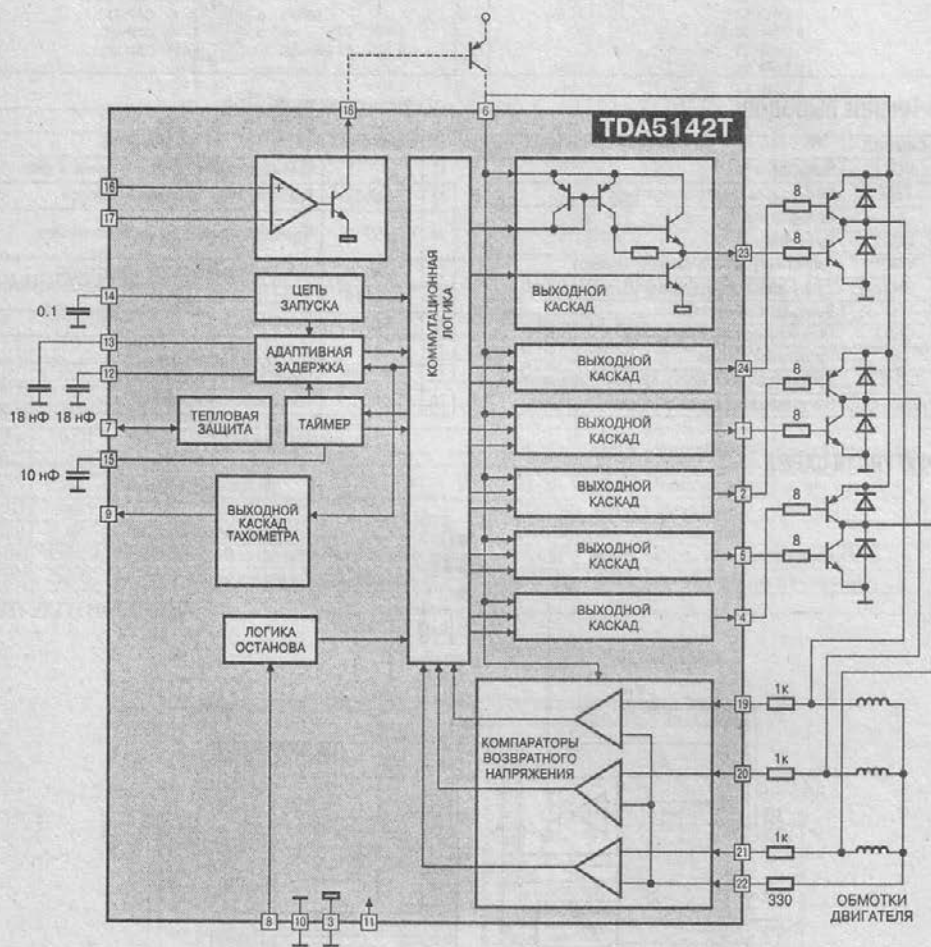 18
6
TDA5142T
16
17
14
0.1
13
12
18 нФ
18 нФ
7
15
10 нФ
9
ЦЕПЬ
ЗАПУСКА
АДАПТИВНАЯ
ЗАДЕРЖКА
ТЕПЛОВАЯ
ЗАЩИТА
ТАЙМЕР
ВЫХОДНОЙ
КАСКАД
ТАХОМЕТРА
ЛОГИКА
ОСТАНОВА
КОММУТАЦИОННАЯ
ЛОГИКА
ВЫХОДНОЙ
КАСКАД
ВЫХОДНОЙ
КАСКАД
ВЫХОДНОЙ
КАСКАД
ВЫХОДНОЙ
КАСКАД
ВЫХОДНОЙ
КАСКАД
ВЫХОДНОЙ
КАСКАД
КОМПАРАТОРЫ
ВОЗВРАТНОГО
НАПРЯЖЕНИЯ
23
24
1
2
5
4
8
8
8
8
8
8
19
1к
20
1к
21
1к
22
330
ОБМОТКИ
ДВИГАТЕЛЯ
8
10
3
11